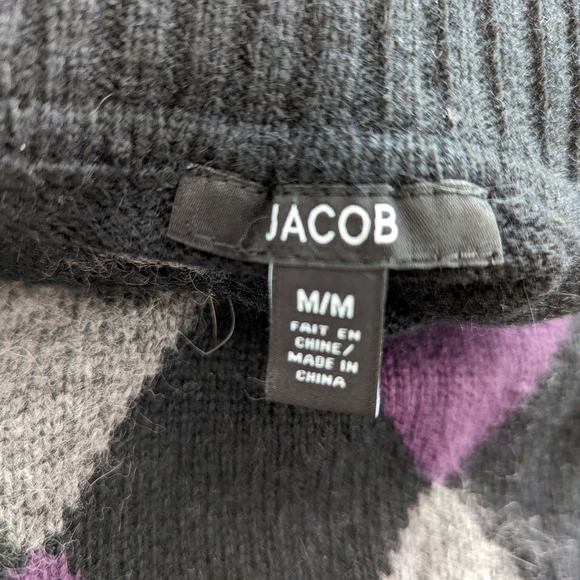 JACOB
M/M
FAIT EN
CHINE/
MADE IN
CHINA